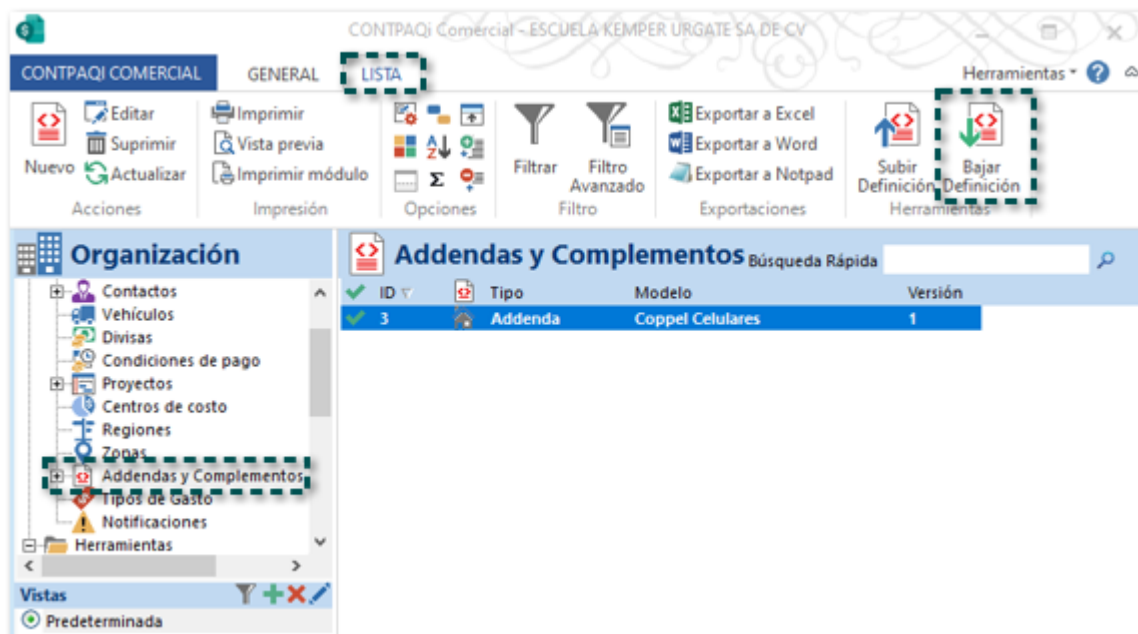 CONTPAQi Comercial - ESCUELA KEMPER URGATE SA DE CV
CONTPAQI COMERCIAL GENERAL LISTA Herramientas
Nuevo
Editar
Suprimir
Actualizar
Acciones
Imprimir
Vista previa
Imprimir módulo
Impresión
Opciones
Filtrar
Filtro Avanzado
Filtro
Exportar a Excel
Exportar a Word
Exportar a Notpad
Exportaciones
Subir Definición
Bajar Definición
Herramientas
Organización
Contactos
Vehículos
Divisas
Condiciones de pago
Proyectos
Centros de costo
Regiones
Zonas
Addendas y Complementos
Tipos de Gasto
Notificaciones
Herramientas
Vistas
Predeterminada
Addendas y Complementos Búsqueda Rápida
ID Tipo Modelo Versión
3 Addenda Coppel Celulares 1